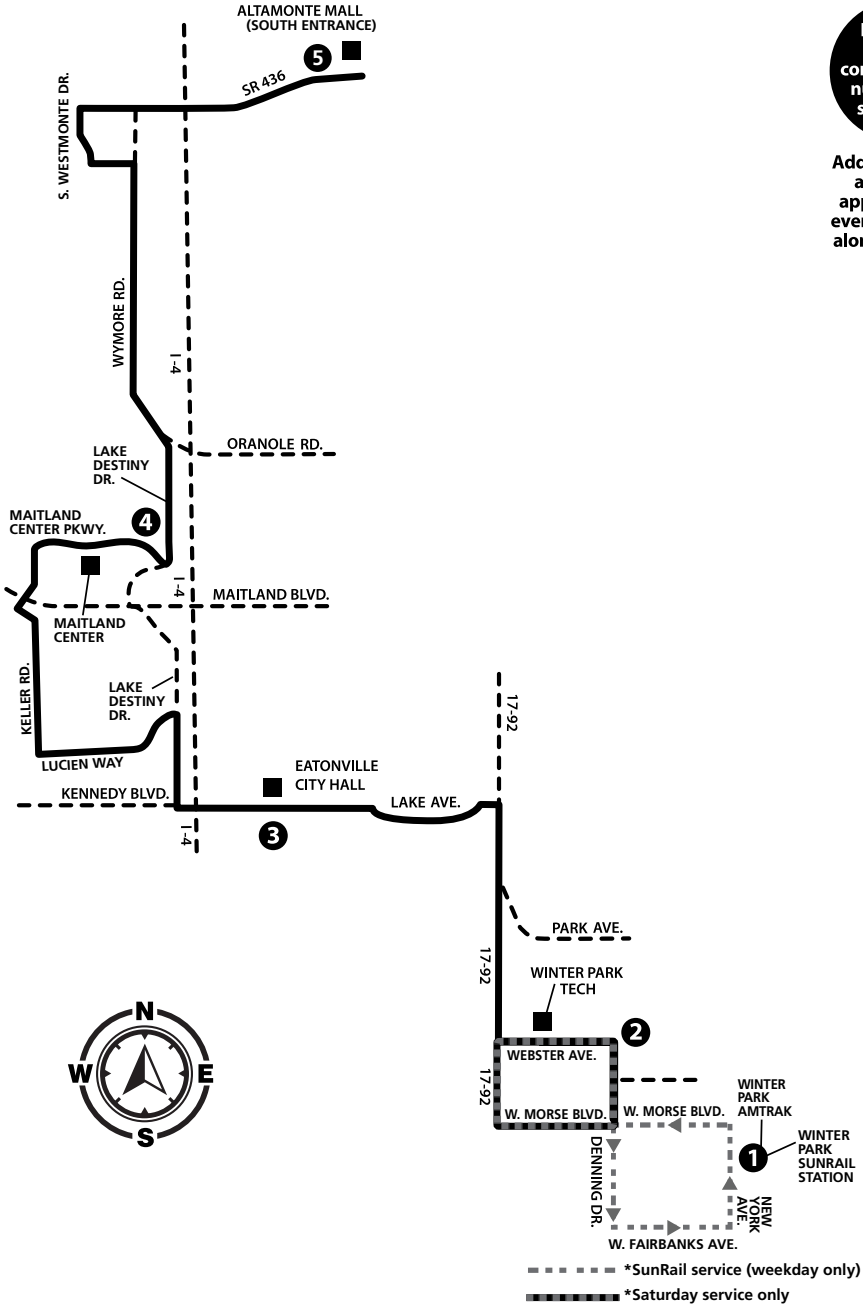 ALTAMONTE MALL
(SOUTH ENTRANCE)
5
SR 436
S. WESTMONTE DR.
WYMORE RD.
I-4
ORANOLE RD.
LAKE
DESTINY
DR.
4
MAITLAND
CENTER PKWY.
I-4
MAITLAND BLVD.
MAITLAND
CENTER
KELLER RD.
LAKE
DESTINY
DR.
LUCIEN WAY
KENNEDY BLVD.
I-4
EATONVILLE
CITY HALL
3
LAKE AVE.
17-92
PARK AVE.
17-92
WINTER PARK
TECH
2
WEBSTER AVE.
17-92
W. MORSE BLVD.
W. MORSE BLVD.
WINTER
PARK
AMTRAK
1
WINTER
PARK
SUNRAIL
STATION
DENNING DR.
NEW
YORK
AVE.
W. FAIRBANKS AVE.
N
W
E
S
*SunRail service (weekday only)
*Saturday service only